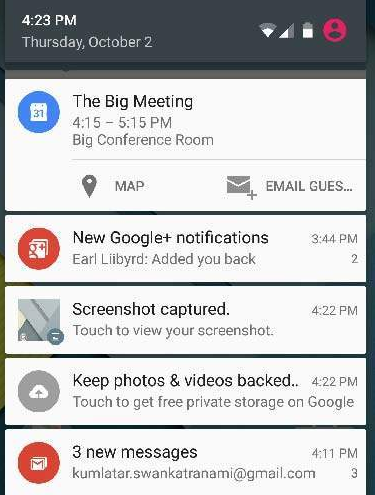 4:23 PM
Thursday, October 2
31
The Big Meeting
4:15 – 5:15 PM
Big Conference Room
MAP
EMAIL GUES...
New Google+ notifications 3:44 PM
Earl Liibyrd: Added you back 2
Screenshot captured. 4:22 PM
Touch to view your screenshot.
Keep photos & videos backed.. 4:22 PM
Touch to get free private storage on Google
3 new messages 4:11 PM
kumlatar.swankatranami@gmail.com 3